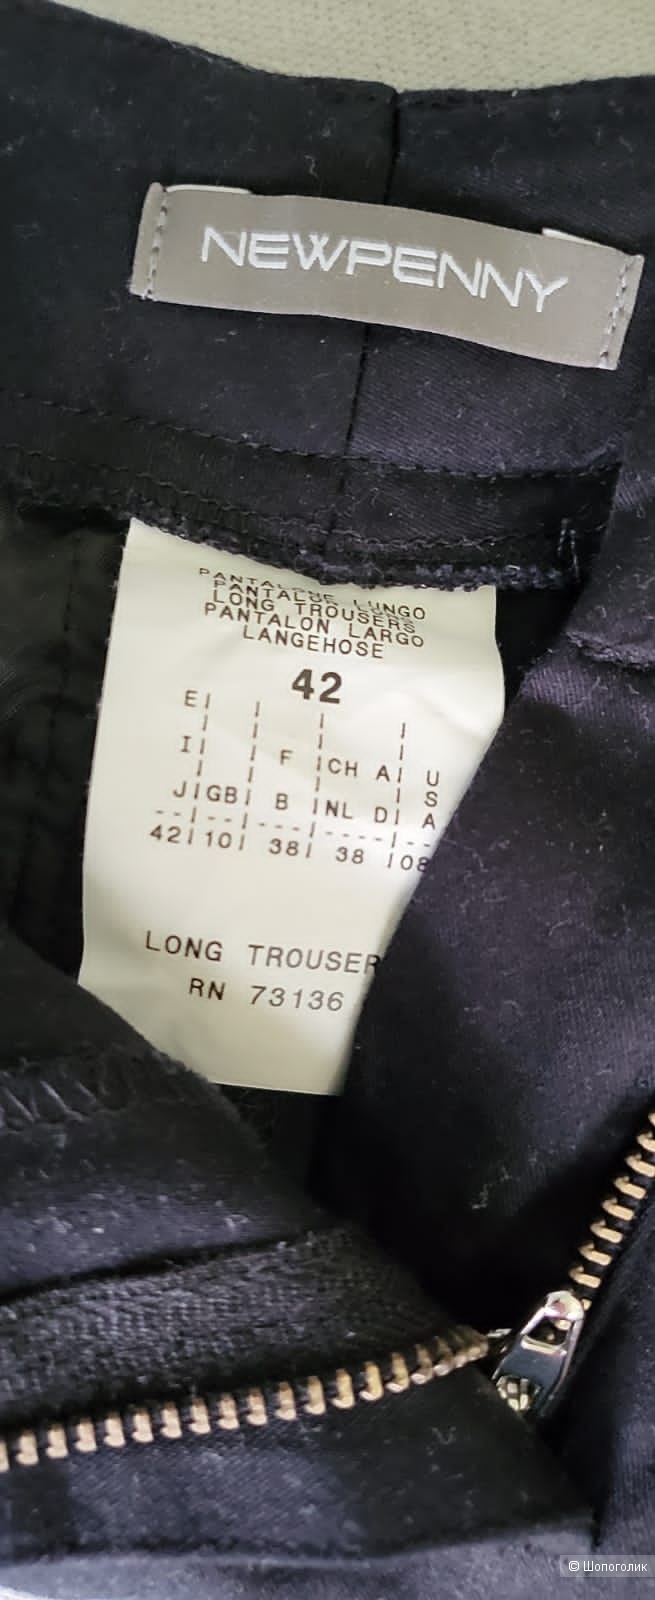 NEWPENNY
PANTALONE LUNGO
LONG TROUSERS
PANTALON LARGO
LANGEHOSE
42
E| | | |
I| | F |CH A| U
J|GB| B |NL D| S
A
--|--|---|----|--
42|10| 38| 38 |08
LONG TROUSER
RN 73136
© Шопоголик